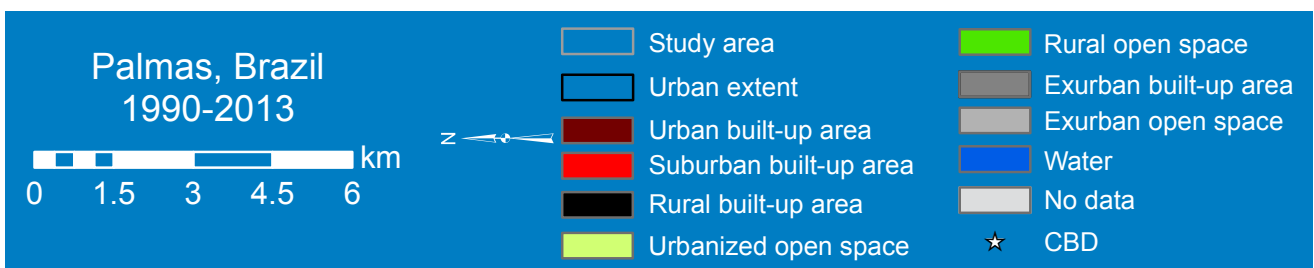 Palmas, Brazil
1990-2013
km
0 1.5 3 4.5 6
N
Study area
Urban extent
Urban built-up area
Suburban built-up area
Rural built-up area
Urbanized open space
Rural open space
Exurban built-up area
Exurban open space
Water
No data
CBD